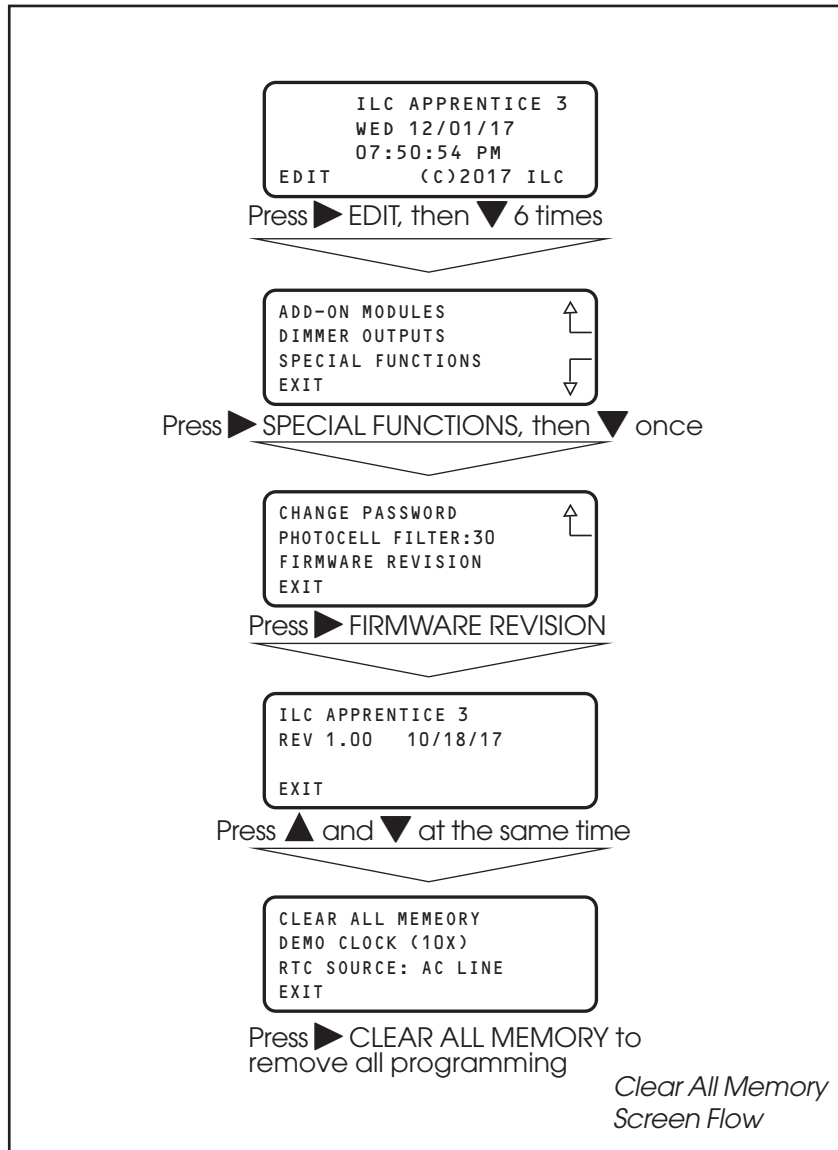 ILC APPRENTICE 3
WED 12/01/17
07:50:54 PM
EDIT (C)2017 ILC
Press ▶ EDIT, then ▼ 6 times
ADD-ON MODULES
DIMMER OUTPUTS
SPECIAL FUNCTIONS
EXIT
Press ▶ SPECIAL FUNCTIONS, then ▼ once
CHANGE PASSWORD
PHOTOCELL FILTER:30
FIRMWARE REVISION
EXIT
Press ▶ FIRMWARE REVISION
ILC APPRENTICE 3
REV 1.00 10/18/17
EXIT
Press ▲ and ▼ at the same time
CLEAR ALL MEMEORY
DEMO CLOCK (10X)
RTC SOURCE: AC LINE
EXIT
Press ▶ CLEAR ALL MEMORY to
remove all programming
Clear All Memory
Screen Flow